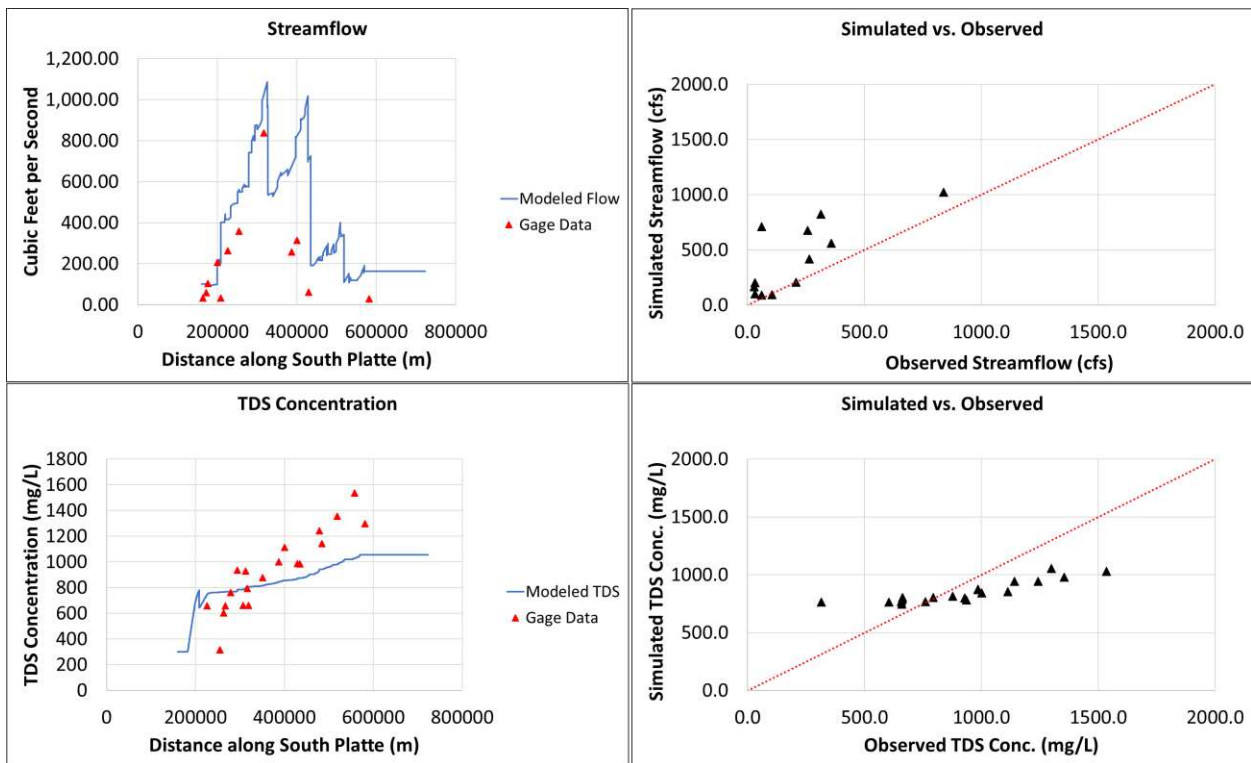 Streamflow
1,200.00
1,000.00
800.00
600.00
400.00
200.00
0.00
Cubic Feet per Second
0 200000 400000 600000 800000
Distance along South Platte (m)
Modeled Flow
Gage Data
Simulated vs. Observed
2000.0
1500.0
1000.0
500.0
0.0
Simulated Streamflow (cfs)
0.0 500.0 1000.0 1500.0 2000.0
Observed Streamflow (cfs)
TDS Concentration
1800
1600
1400
1200
1000
800
600
400
200
0
TDS Concentration (mg/L)
0 200000 400000 600000 800000
Distance along South Platte (m)
Modeled TDS
Gage Data
Simulated vs. Observed
2000.0
1500.0
1000.0
500.0
0.0
Simulated TDS Conc. (mg/L)
0.0 500.0 1000.0 1500.0 2000.0
Observed TDS Conc. (mg/L)